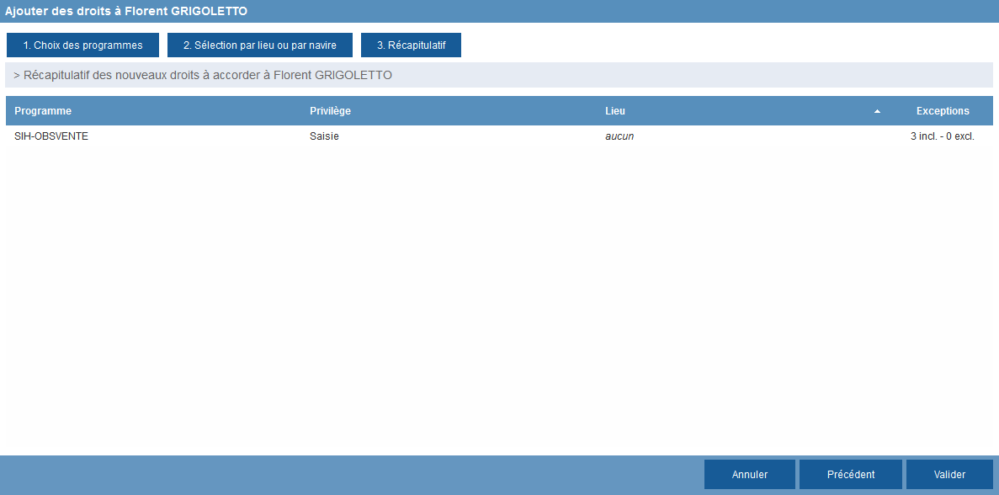 Ajouter des droits à Florent GRIGOLETTO
1. Choix des programmes 2. Sélection par lieu ou par navire 3. Récapitulatif
> Récapitulatif des nouveaux droits à accorder à Florent GRIGOLETTO
Programme Privilège Lieu Exceptions
SIH-OBSVENTE Saisie aucun 3 incl. - 0 excl.
Annuler Précédent Valider